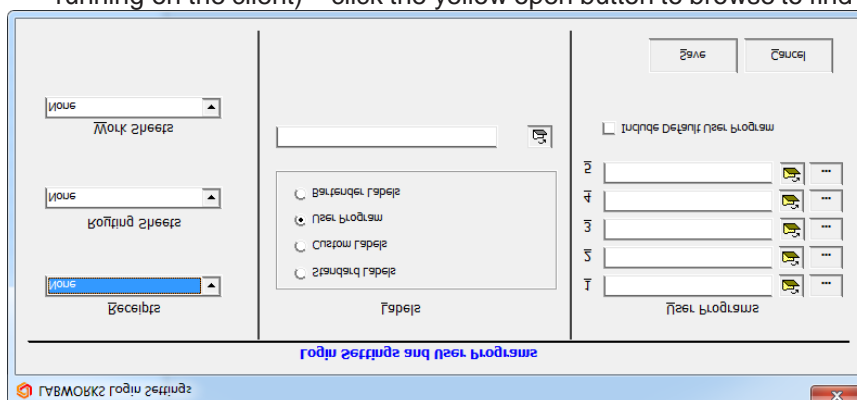 running on the client) – click the yellow open button to browse to find
LABWORKS Login Settings
Login Settings and User Programs
Receipts
None
Routing Sheets
None
Work Sheets
None
Labels
Standard Labels
Custom Labels
User Program
Bartender Labels
User Programs
1 ...
2 ...
3 ...
4 ...
5 ...
Include Default User Program
Save
Cancel